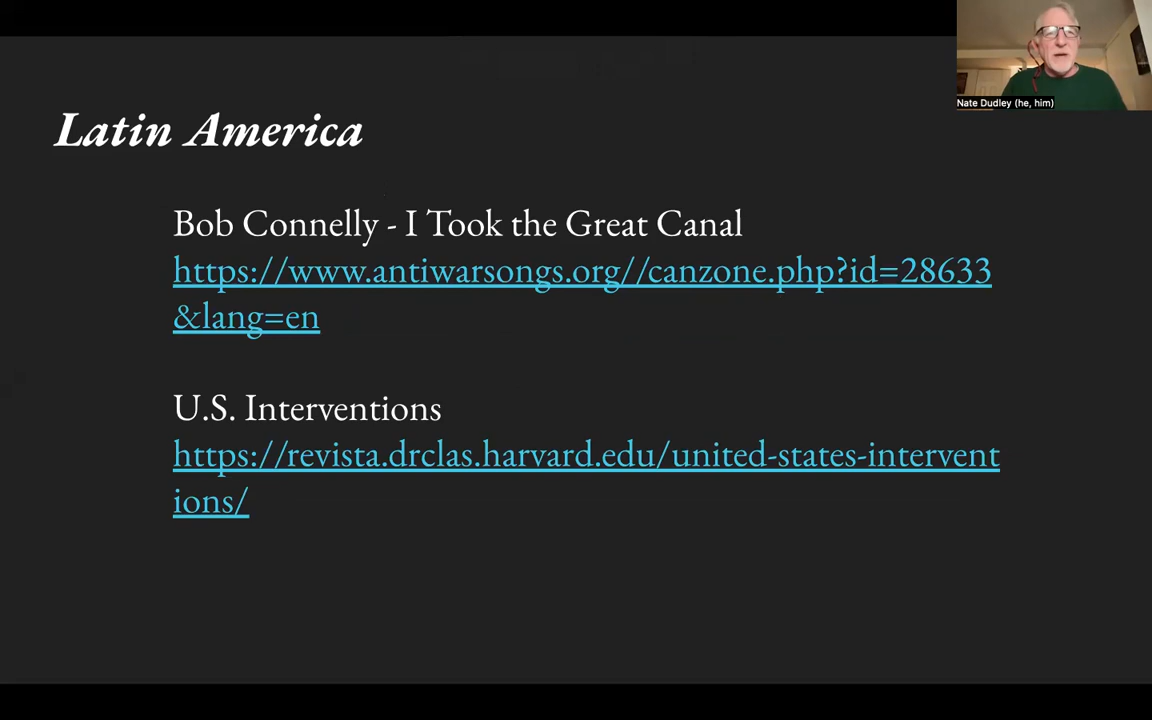 Nate Dudley (he, him)
Latin America
Bob Connelly - I Took the Great Canal
https://www.antiwarsongs.org//canzone.php?id=28633
&lang=en
U.S. Interventions
https://revista.drclas.harvard.edu/united-states-intervent
ions/